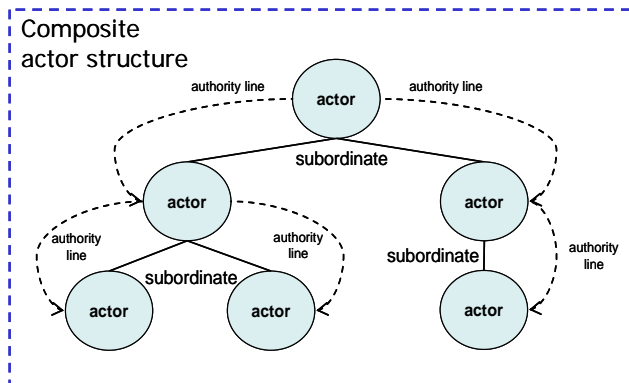 Composite
actor structure
authority line
authority line
actor
subordinate
actor
actor
authority
line
authority
line
authority
line
subordinate
subordinate
actor
actor
actor